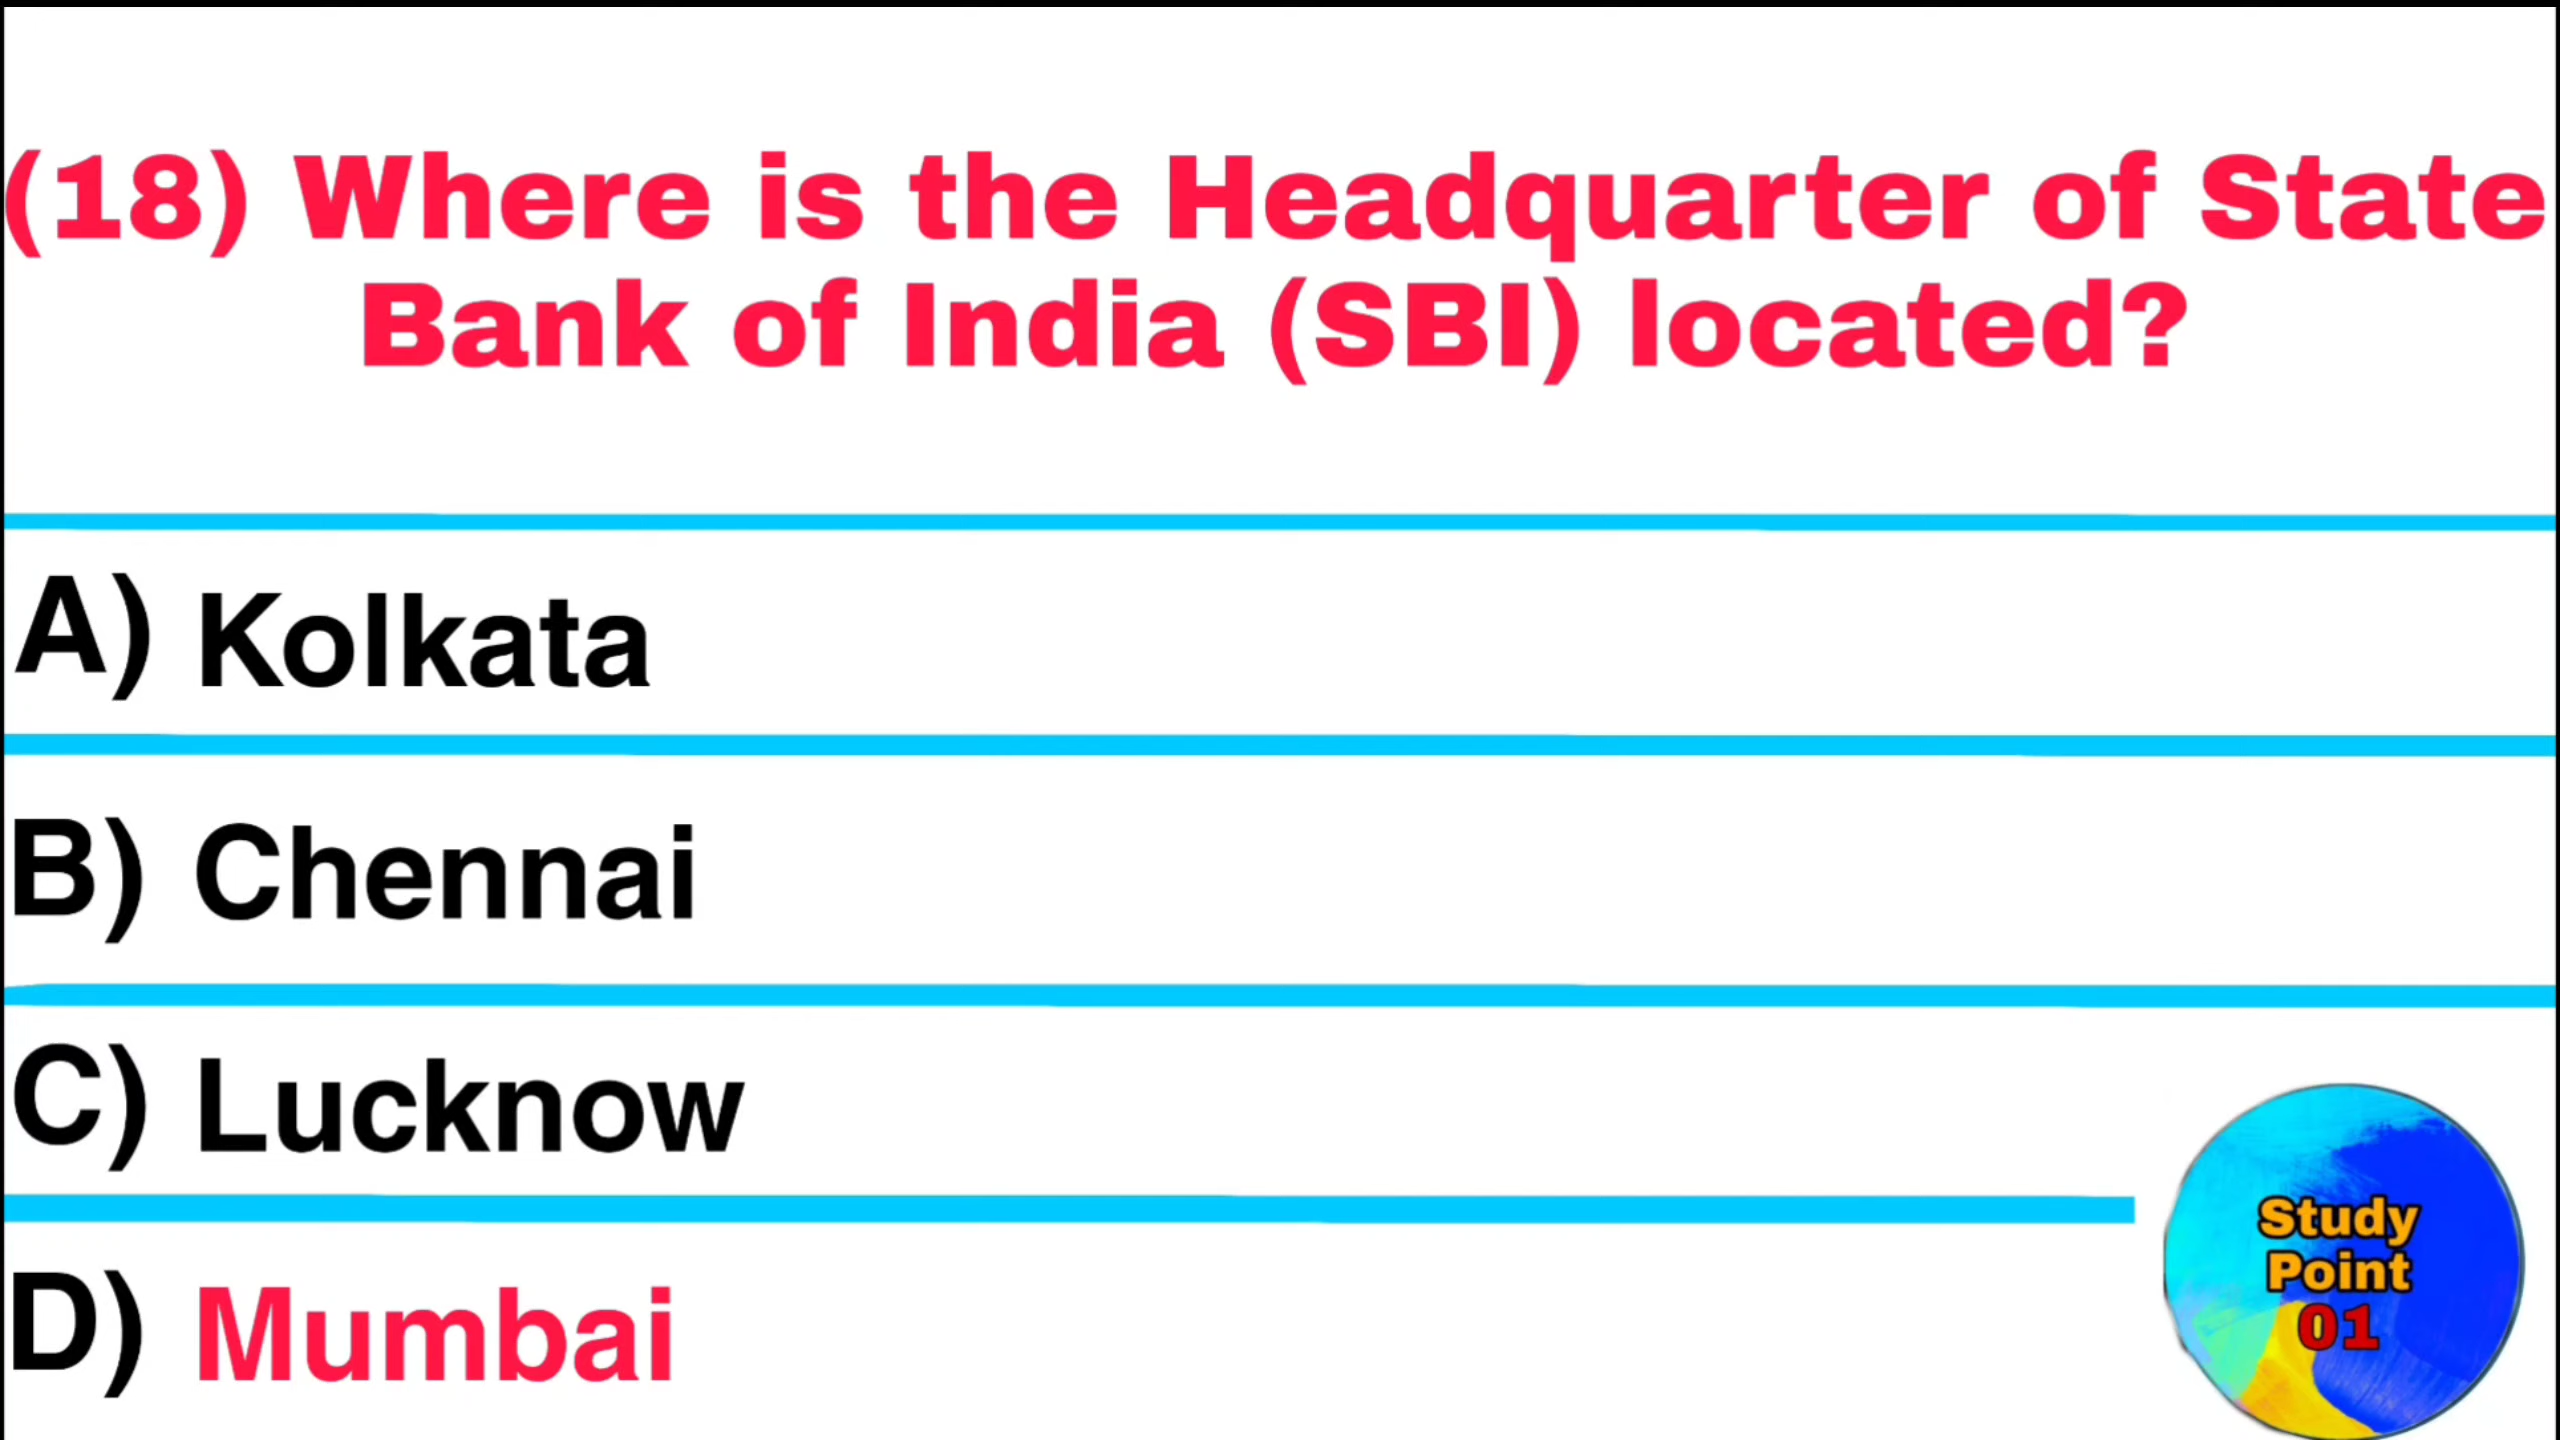 (18) Where is the Headquarter of State
Bank of India (SBI) located?
A) Kolkata
B) Chennai
C) Lucknow
D) Mumbai
Study
Point
01